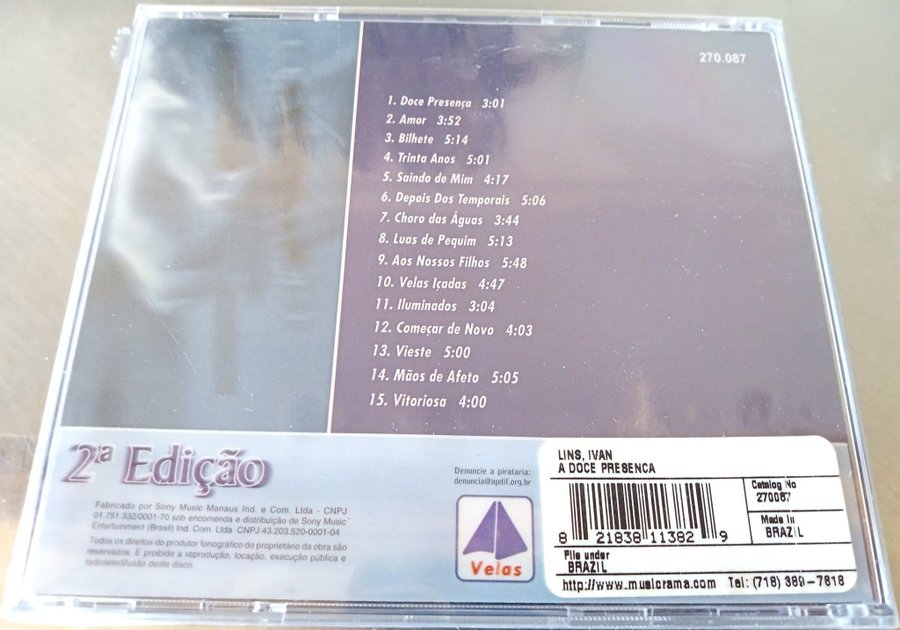 270.087
1. Doce Presença 3:01
2. Amor 3:52
3. Bilhete 5:14
4. Trinta Anos 5:01
5. Saindo de Mim 4:17
6. Depois Dos Temporais 5:06
7. Choro das Águas 3:44
8. Luas de Pequim 5:13
9. Aos Nossos Filhos 5:48
10. Velas Içadas 4:47
11. Iluminados 3:04
12. Começar de Novo 4:03
13. Vieste 5:00
14. Mãos de Afeto 5:05
15. Vitoriosa 4:00
2ª Edição
Fabricado por Sony Music Manaus Ind. e Com. Ltda - CNPJ
01.751.332/0001-70 sob encomenda e distribuição de Sony Music
Entertainment (Brasil) Ind. Com. Ltda. CNPJ 43.203.520-0001-04
Todos os direitos do produtor fonográfico do proprietário da obra são
reservados. É proibida a reprodução, locação, execução pública e
radioteledifusão deste disco.
Denuncie a pirataria:
denuncia@apdif.org.br
Velas
LINS, IVAN
A DOCE PRESENCA
8 21838 11382 9
Catalog No
270087
Made In
BRAZIL
File under
BRAZIL
http://www.musicrama.com Tel: (718) 389-7818